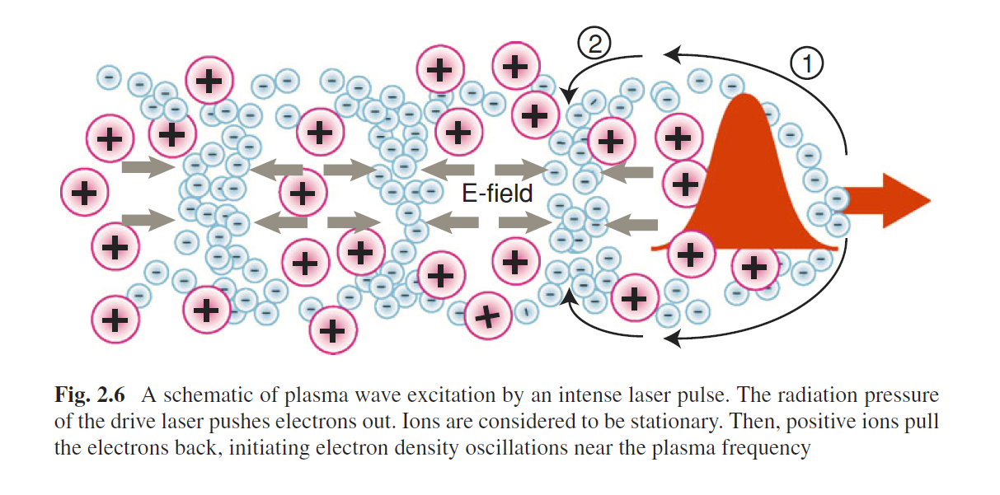 2
1
E-field
Fig. 2.6 A schematic of plasma wave excitation by an intense laser pulse. The radiation pressure
of the drive laser pushes electrons out. Ions are considered to be stationary. Then, positive ions pull
the electrons back, initiating electron density oscillations near the plasma frequency